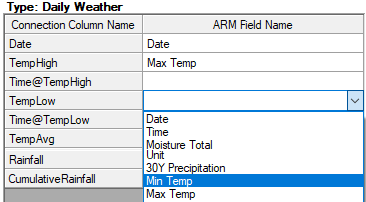 Type: Daily Weather
Connection Column Name ARM Field Name
Date Date
TempHigh Max Temp
Time@TempHigh
TempLow
Time@TempLow
TempAvg
Rainfall
CumulativeRainfall
Date
Time
Moisture Total
Unit
30Y Precipitation
Min Temp
Max Temp